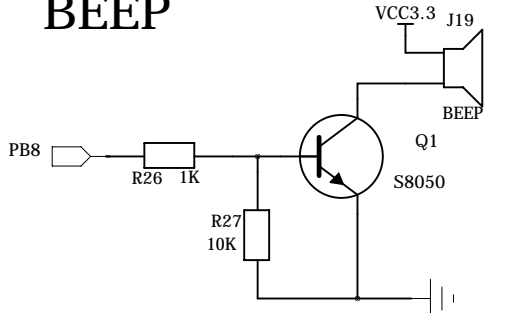 BEEP
VCC3.3
J19
BEEP
PB8
Q1
R26 1K
S8050
R27
10K